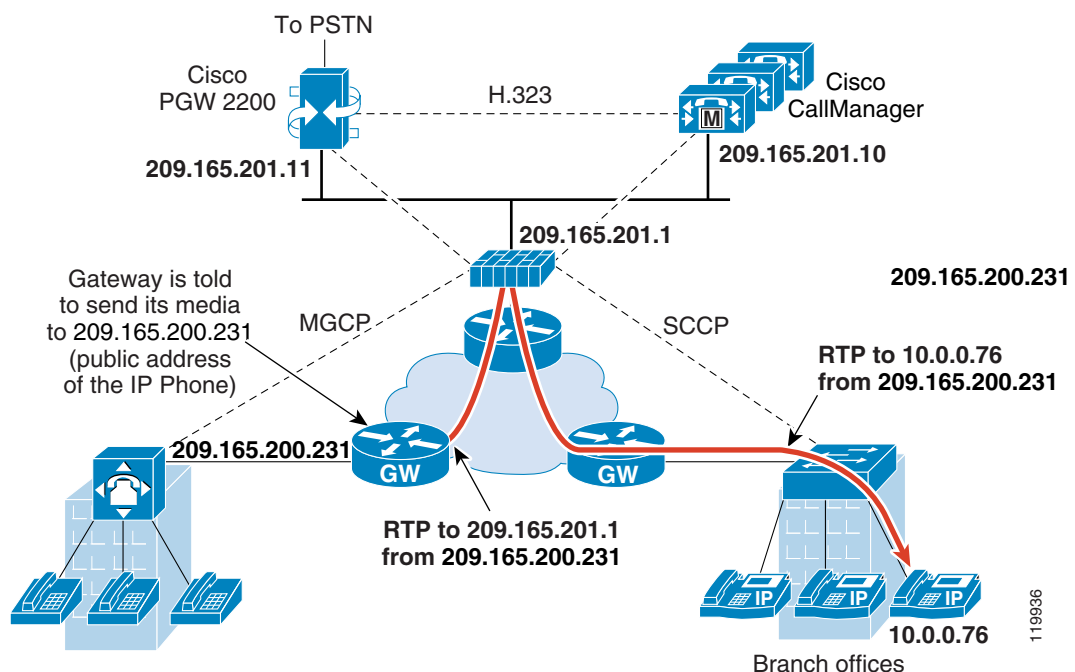 To PSTN
Cisco
PGW 2200
H.323
M
Cisco
CallManager
209.165.201.11
209.165.201.10
209.165.201.1
Gateway is told
to send its media
to 209.165.200.231
(public address
of the IP Phone)
MGCP
SCCP
209.165.200.231
RTP to 10.0.0.76
from 209.165.200.231
209.165.200.231
GW
GW
RTP to 209.165.201.1
from 209.165.200.231
IP
IP
IP
10.0.0.76
119936
Branch offices